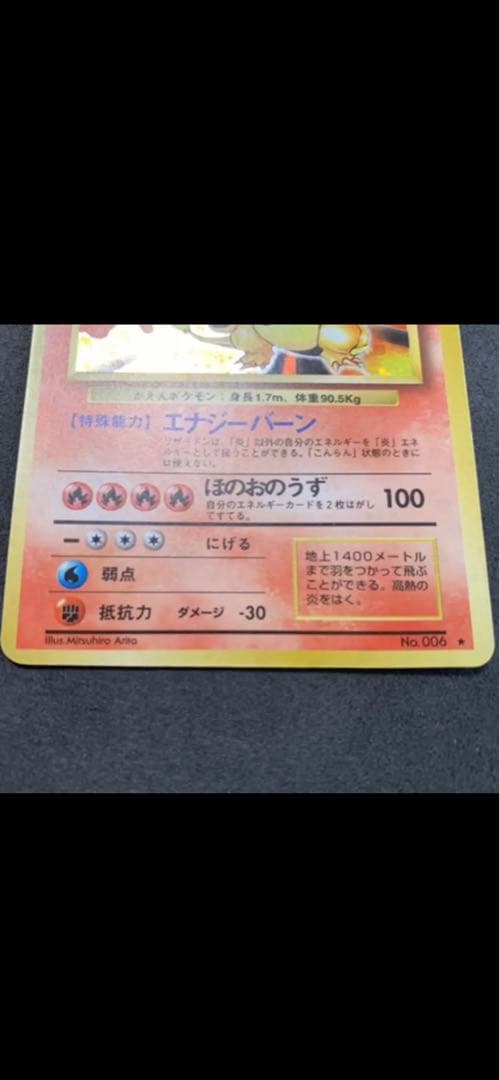 かえんポケモン：身長1.7m、体重90.5Kg
【特殊能力】エナジーバーン
リザードンは、「炎」以外の自分のエネルギーを「炎」エネ
ルギーとして扱うことができる。「こんらん」状態のときに
は使えない。
ほのおのうず 100
自分のエネルギーカードを2枚はがし
てすてる。
にげる
弱点
抵抗力 ダメージ -30
地上1400メートル
まで羽をつかって飛ぶ
ことができる。高熱の
炎をはく。
Illus.Mitsuhiro Arita
No.006 ★